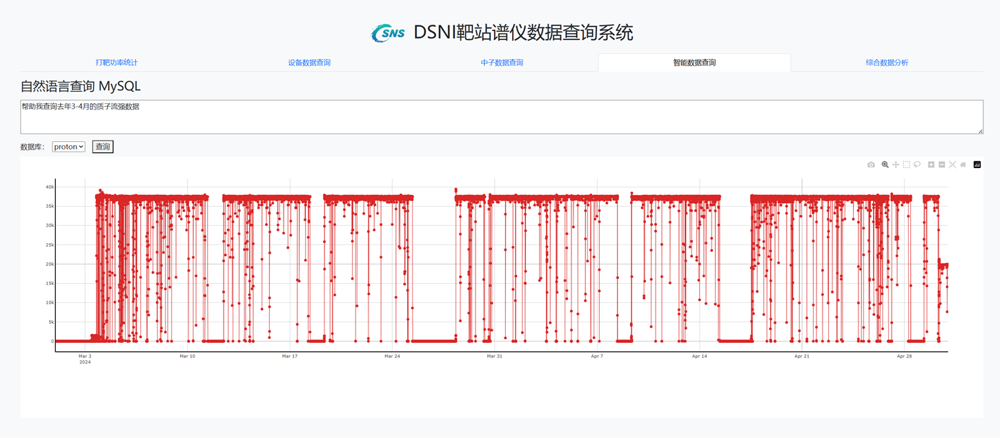 SNS DSNI靶站谱仪数据查询系统
打靶功率统计 设备数据查询 中子数据查询 智能数据查询 综合数据分析
自然语言查询 MySQL
帮助我查询去年3-4月的质子流强数据
数据库： proton 查询
40k
35k
30k
25k
20k
15k
10k
5k
0
Mar 3 Mar 10 Mar 17 Mar 24 Mar 31 Apr 7 Apr 14 Apr 21 Apr 28
2024